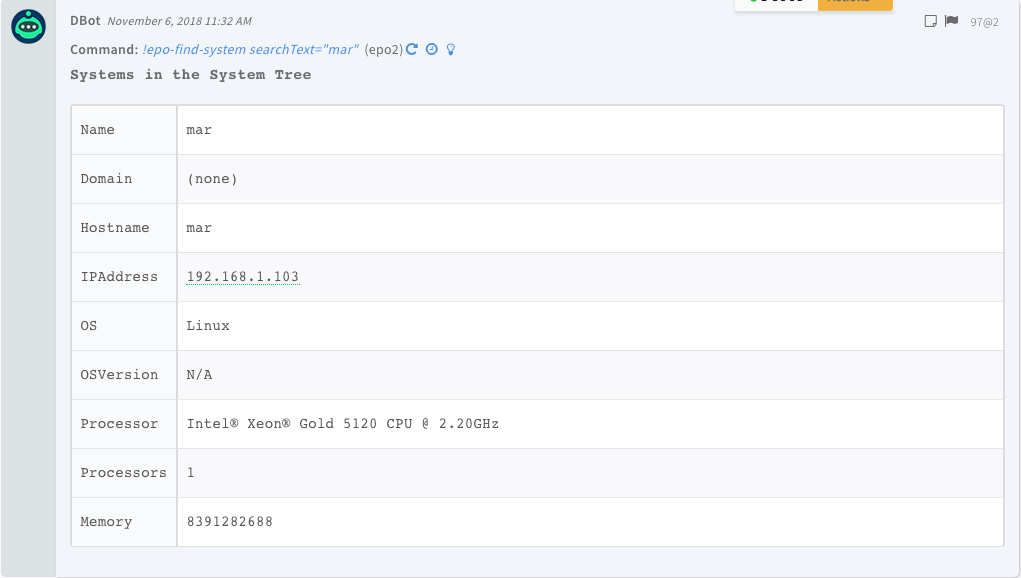 DBot November 6, 2018 11:32 AM
97@2
Command: !epo-find-system searchText="mar" (epo2)
Systems in the System Tree
Name mar
Domain (none)
Hostname mar
IPAddress 192.168.1.103
OS Linux
OSVersion N/A
Processor Intel® Xeon® Gold 5120 CPU @ 2.20GHz
Processors 1
Memory 8391282688